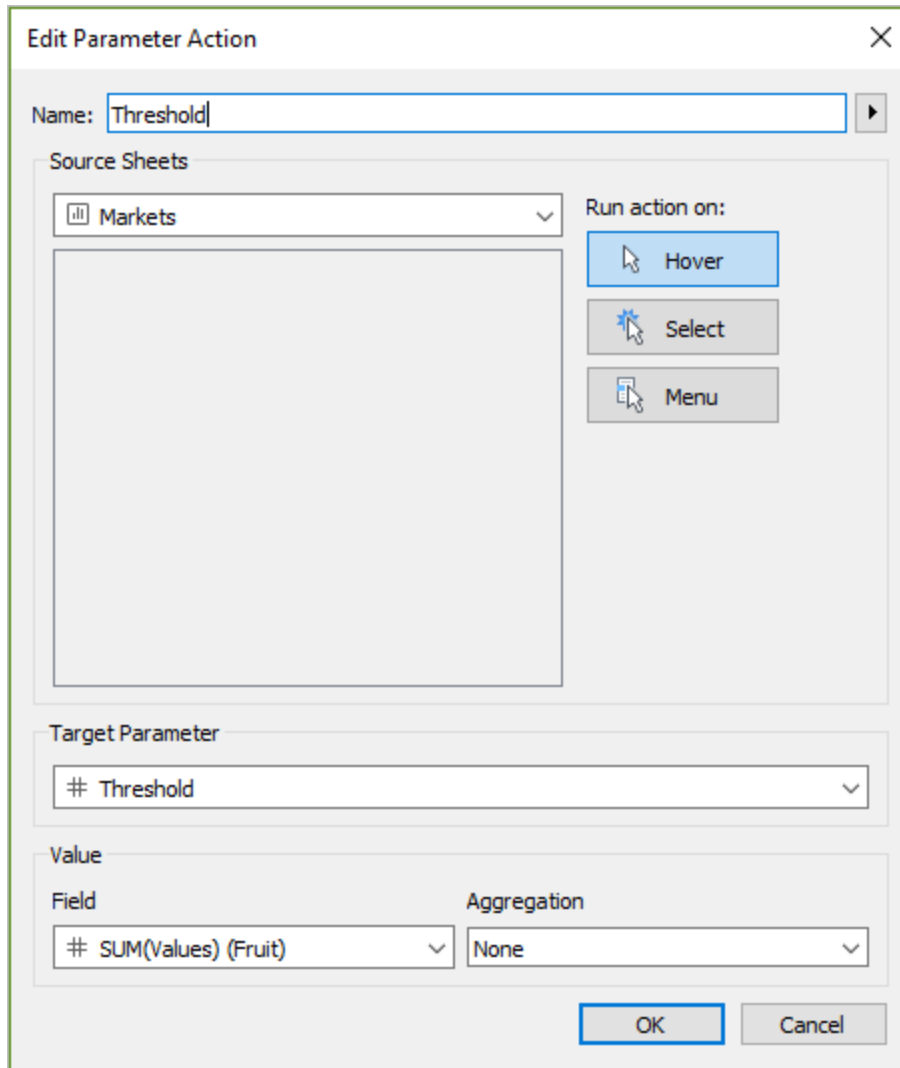 Edit Parameter Action
Name: Threshold
Source Sheets
Markets
Run action on:
Hover
Select
Menu
Target Parameter
Threshold
Value
Field Aggregation
SUM(Values) (Fruit) None
OK Cancel